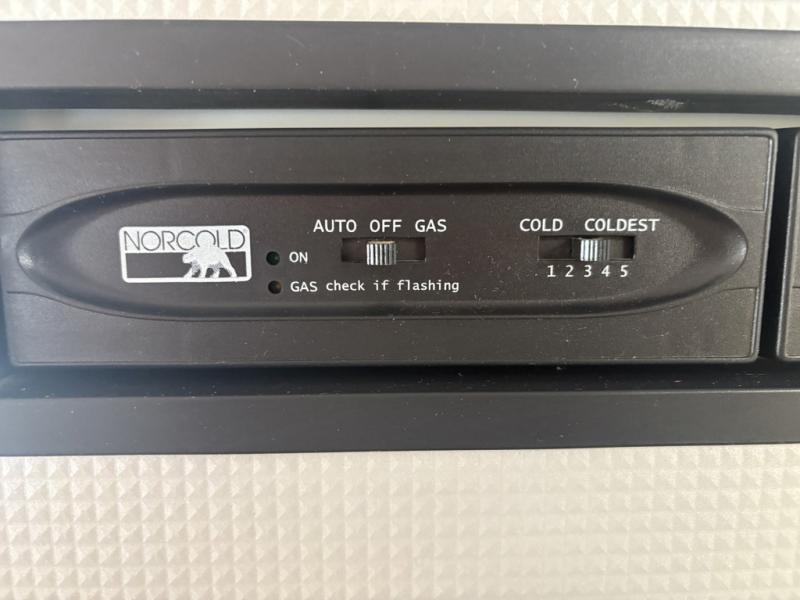 NORCOLD
AUTO OFF GAS
ON
GAS check if flashing
COLD COLDEST
1 2 3 4 5